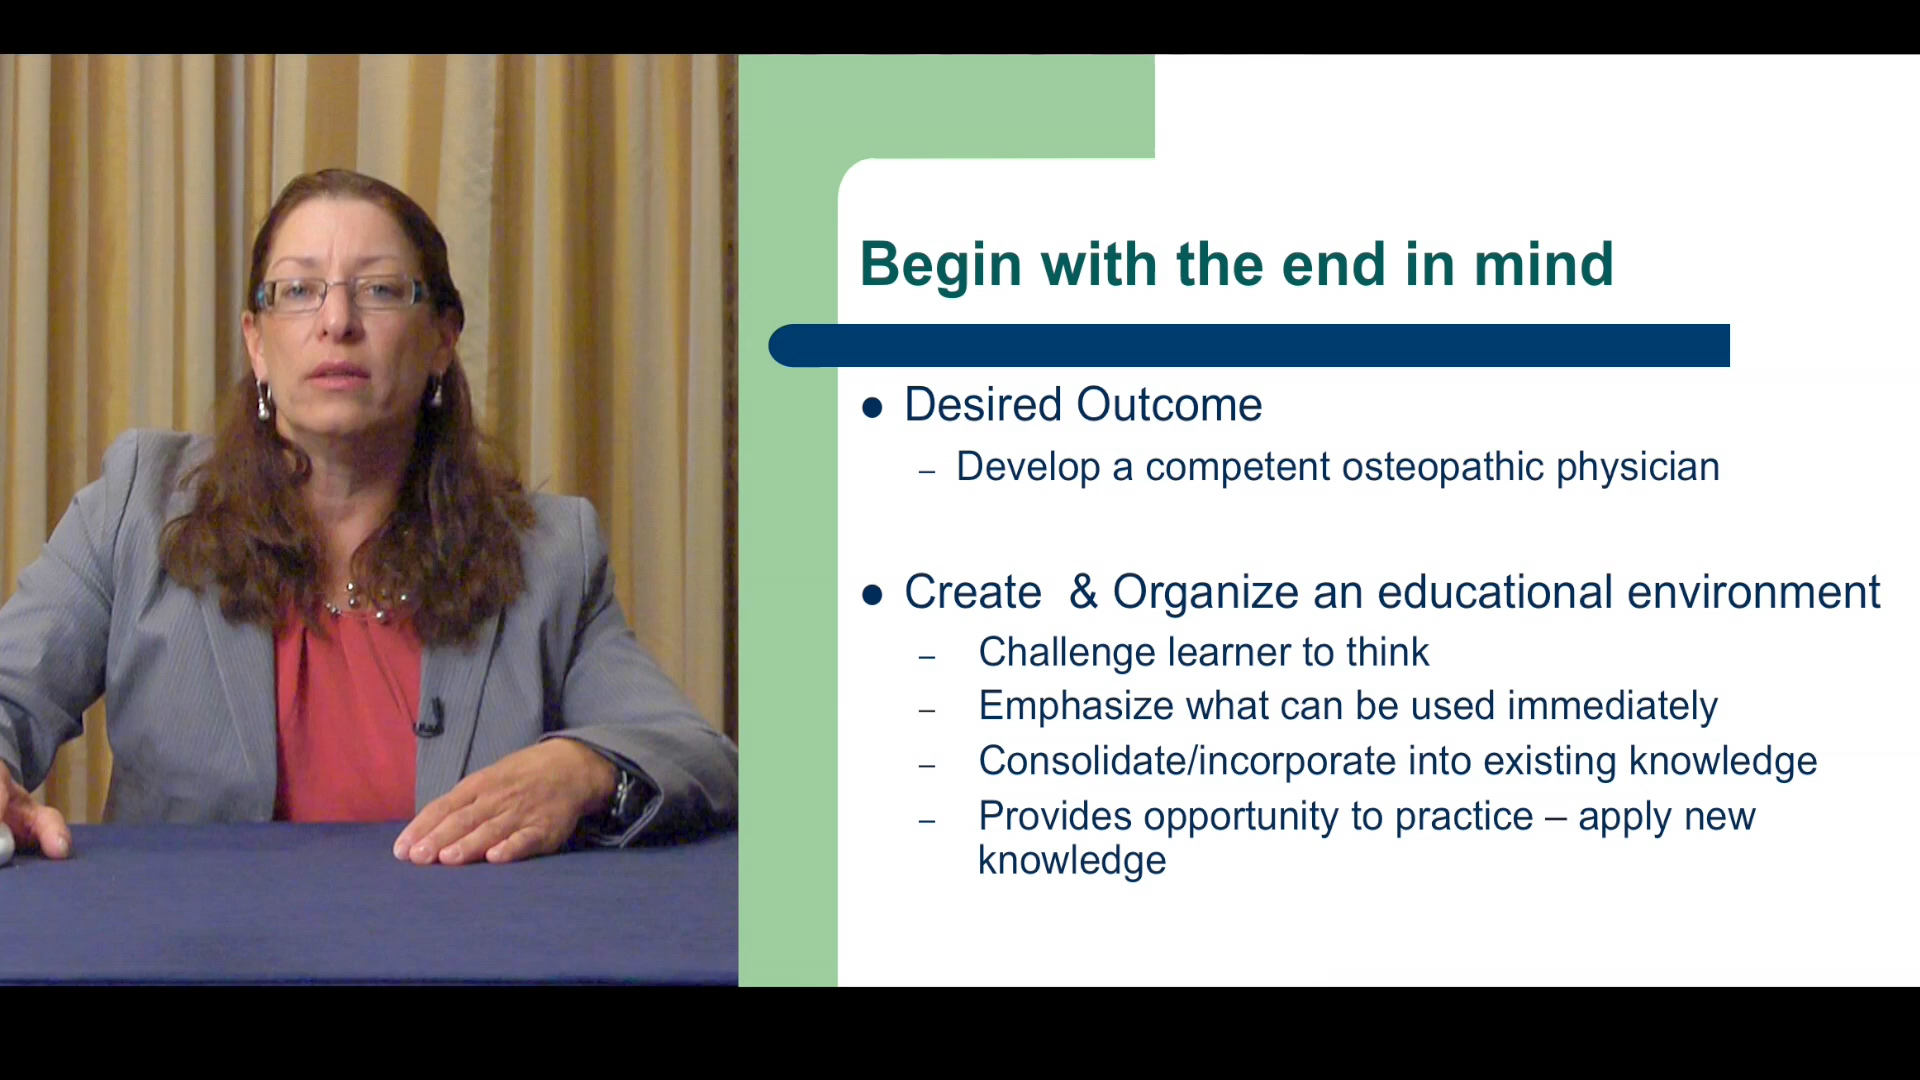 Begin with the end in mind
● Desired Outcome
– Develop a competent osteopathic physician
● Create & Organize an educational environment
– Challenge learner to think
– Emphasize what can be used immediately
– Consolidate/incorporate into existing knowledge
– Provides opportunity to practice – apply new
knowledge